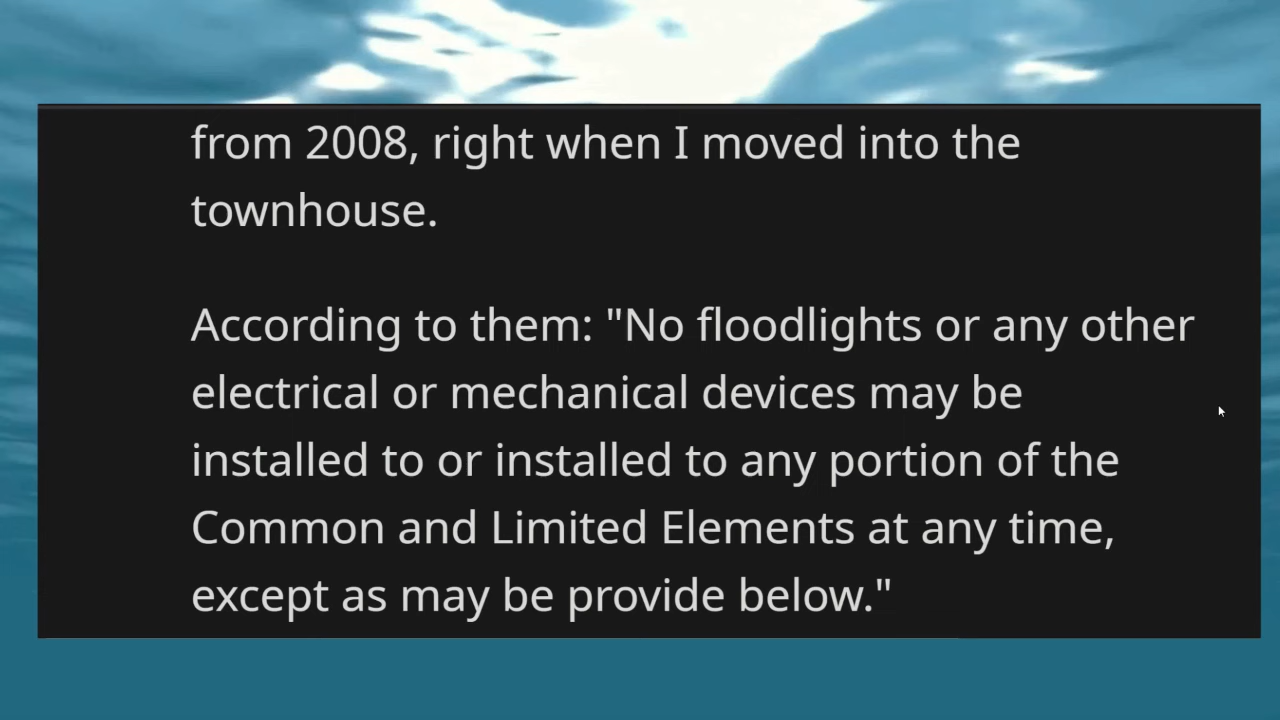 from 2008, right when I moved into the
townhouse.
According to them: "No floodlights or any other
electrical or mechanical devices may be
installed to or installed to any portion of the
Common and Limited Elements at any time,
except as may be provide below."